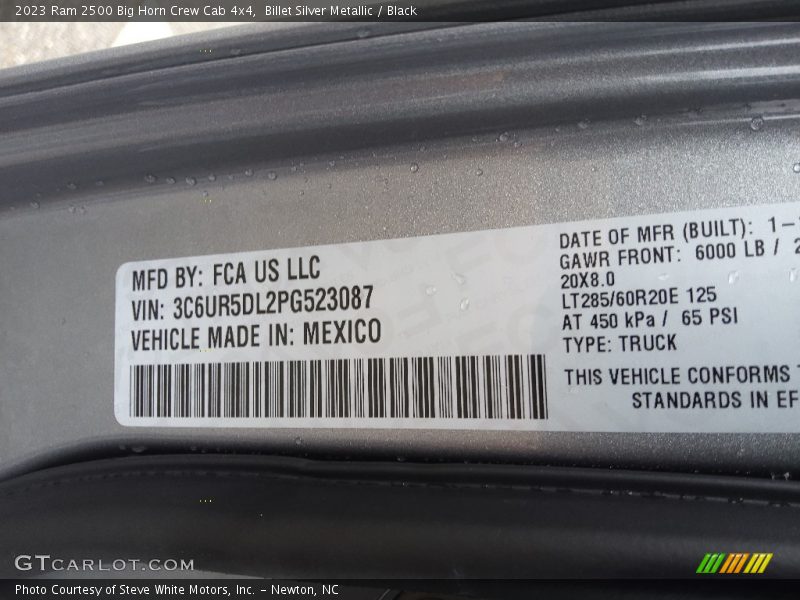 2023 Ram 2500 Big Horn Crew Cab 4x4,  Billet Silver Metallic / Black
MFD BY: FCA US LLC
VIN: 3C6UR5DL2PG523087
VEHICLE MADE IN: MEXICO
DATE OF MFR (BUILT): 1-
GAWR FRONT: 6000 LB / 2
20X8.0
LT285/60R20E 125
AT 450 kPa / 65 PSI
TYPE: TRUCK
THIS VEHICLE CONFORMS T
STANDARDS IN EF
GTCARLOT.COM
Photo Courtesy of Steve White Motors, Inc. – Newton, NC